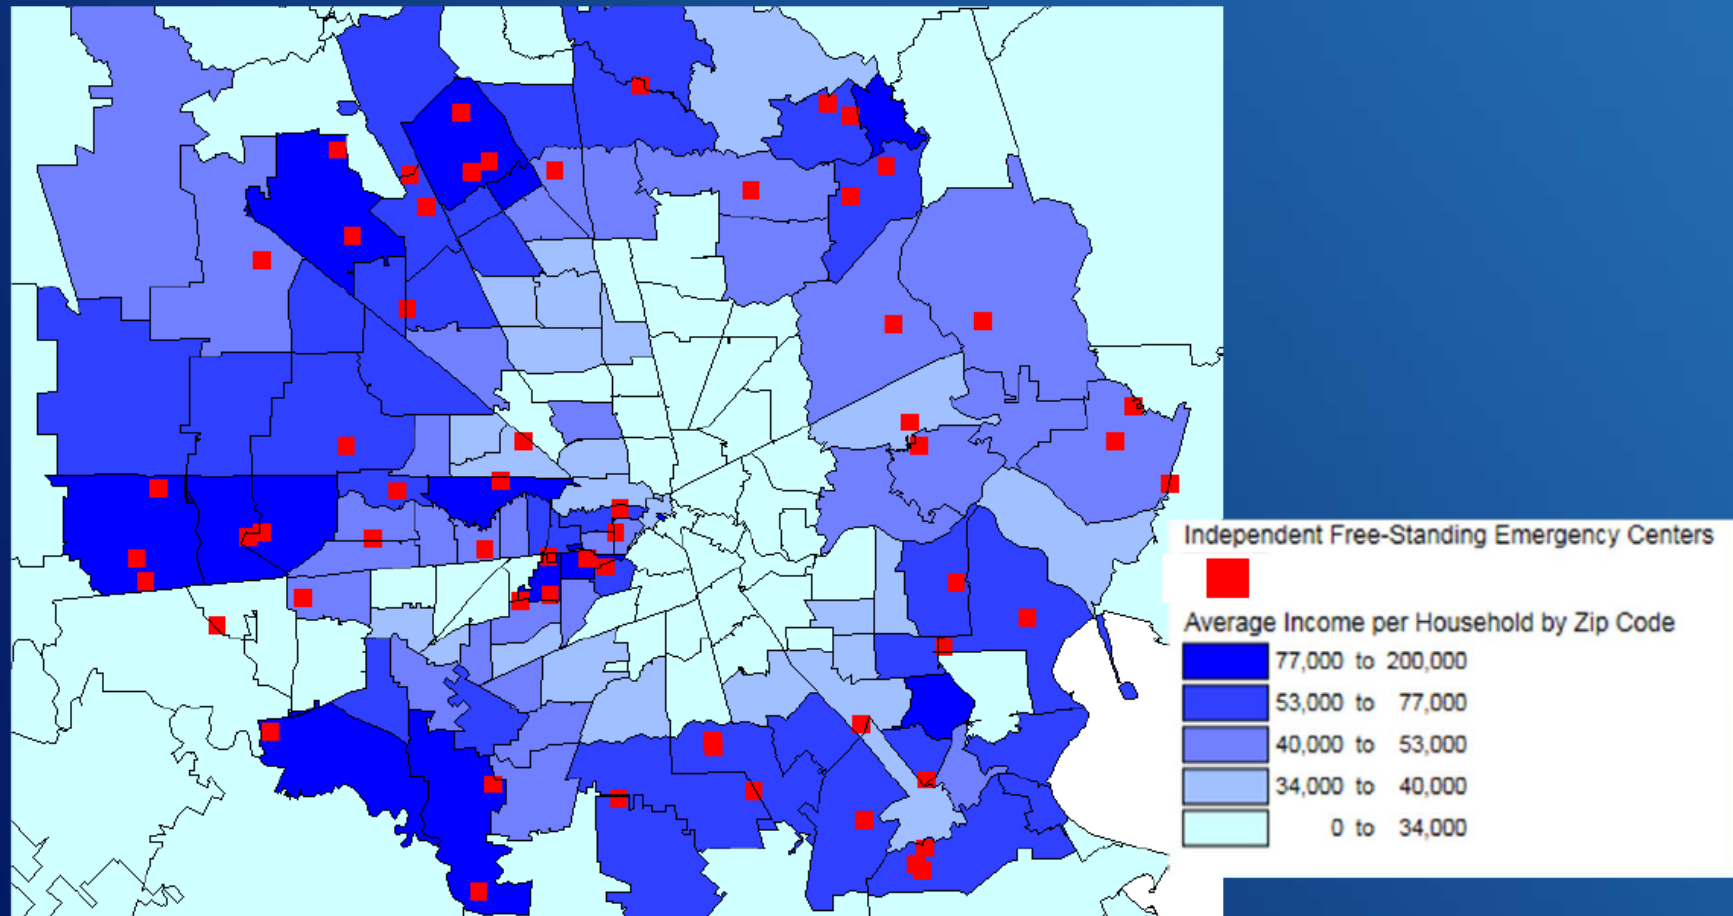 Independent Free-Standing Emergency Centers
Average Income per Household by Zip Code
77,000 to 200,000
53,000 to 77,000
40,000 to 53,000
34,000 to 40,000
0 to 34,000